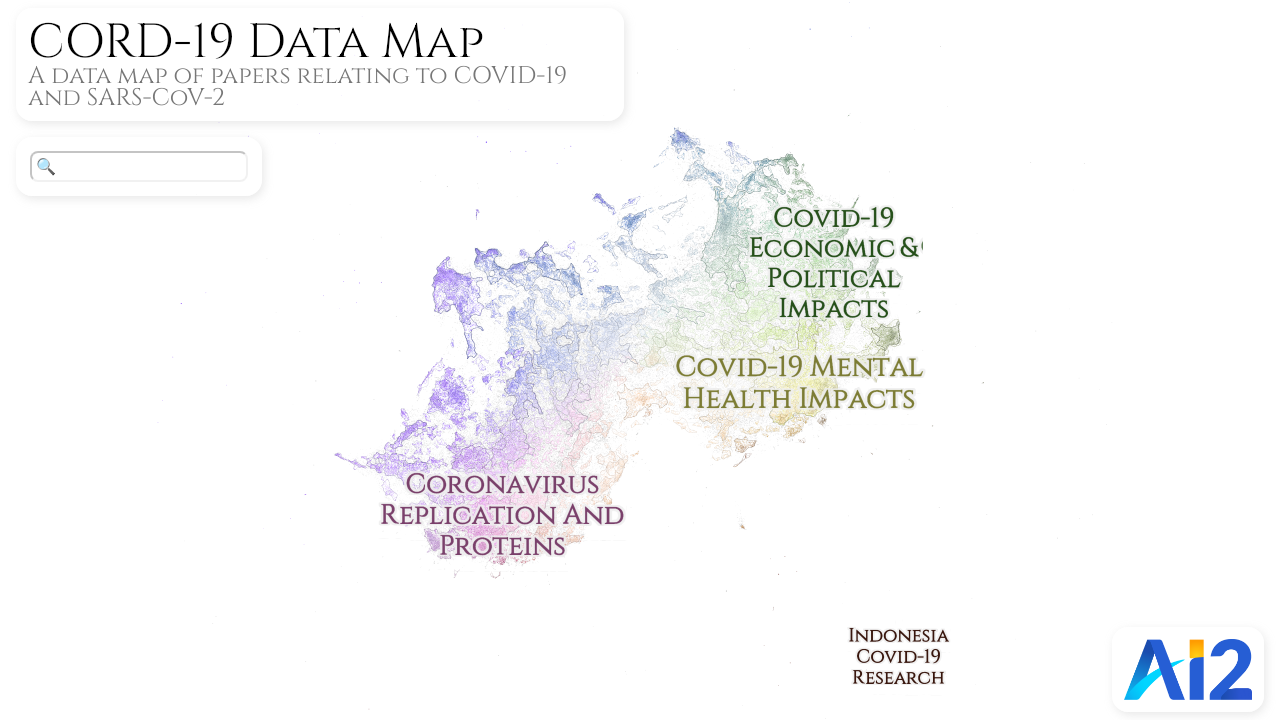 CORD-19 Data Map
A data map of papers relating to COVID-19
and SARS-CoV-2
Covid-19
Economic &
Political
Impacts
Covid-19 Mental
Health Impacts
Coronavirus
Replication And
Proteins
Indonesia
Covid-19
Research
Ai2